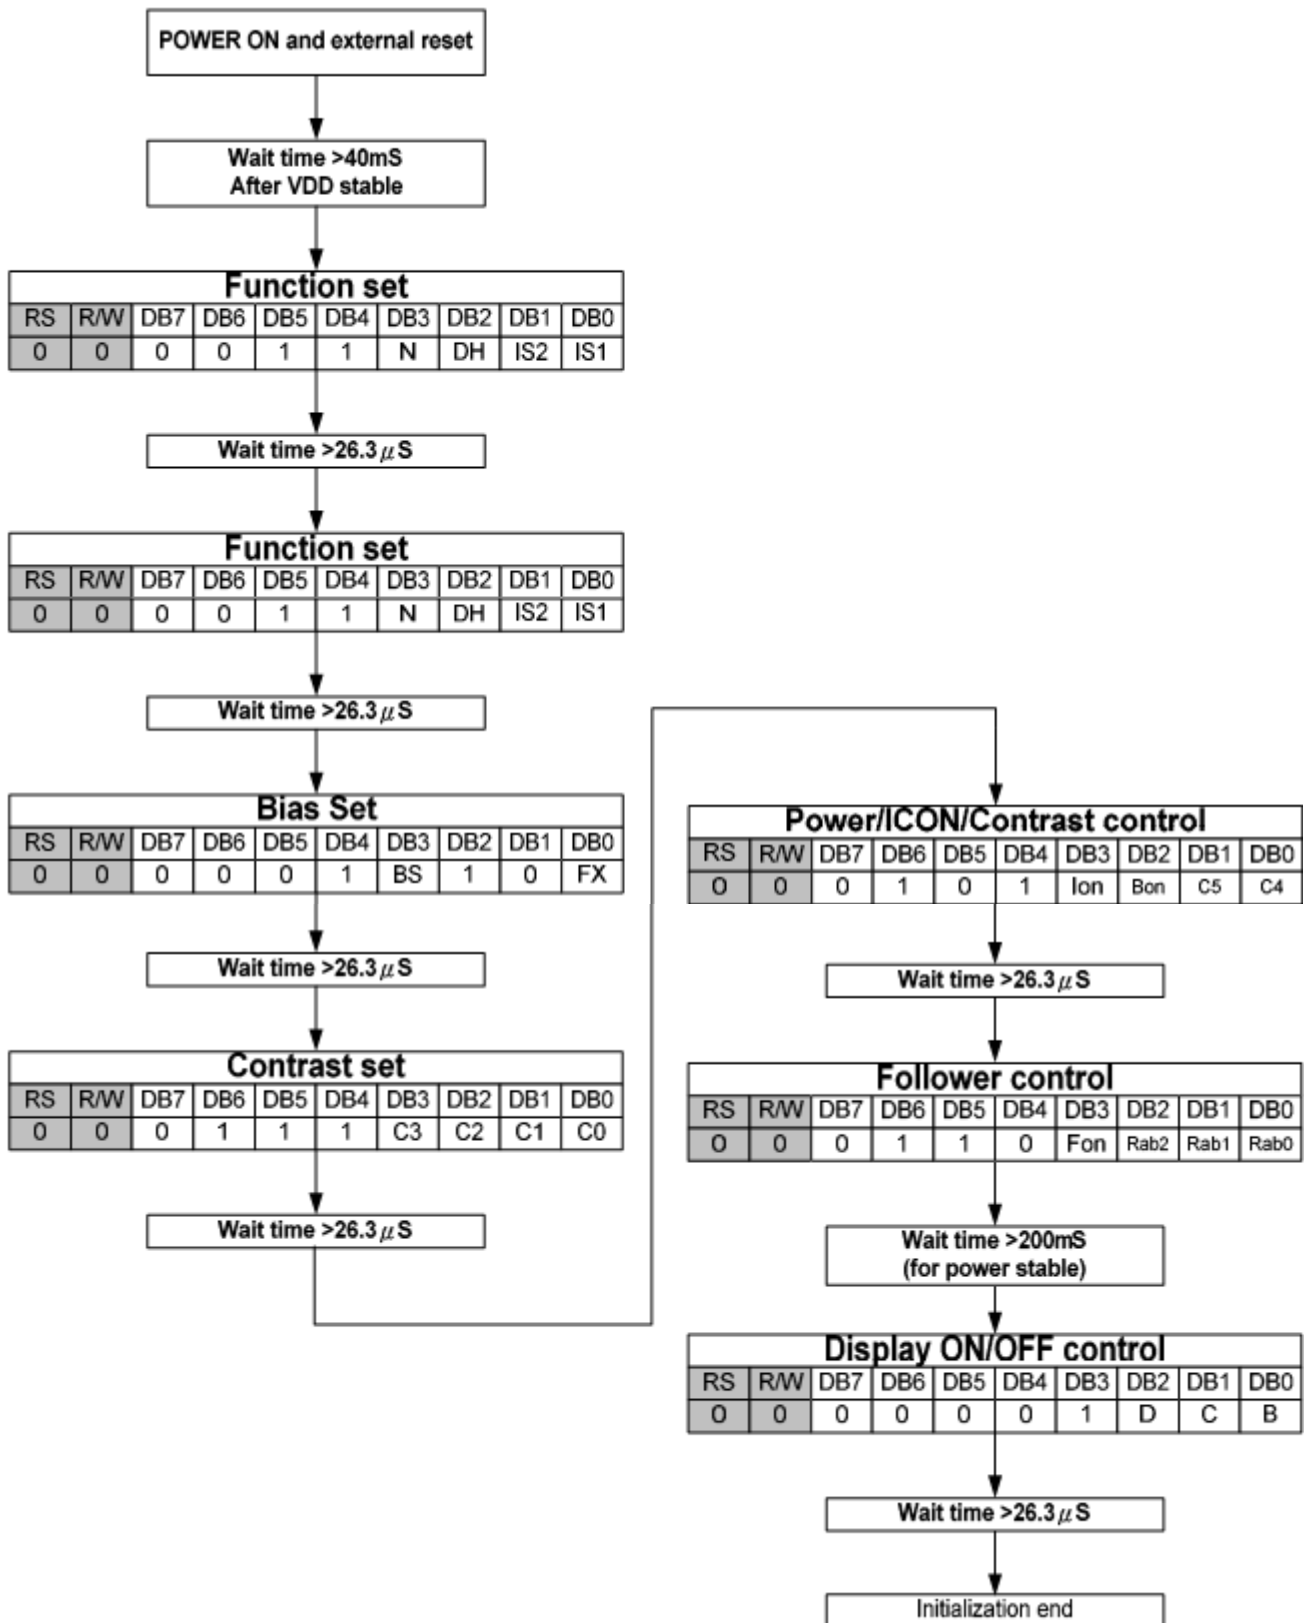 POWER ON and external reset
Wait time >40mS
After VDD stable
Function set
RS R/W DB7 DB6 DB5 DB4 DB3 DB2 DB1 DB0
0 0 0 0 1 1 N DH IS2 IS1
Wait time >26.3μS
Function set
RS R/W DB7 DB6 DB5 DB4 DB3 DB2 DB1 DB0
0 0 0 0 1 1 N DH IS2 IS1
Wait time >26.3μS
Bias Set
RS R/W DB7 DB6 DB5 DB4 DB3 DB2 DB1 DB0
0 0 0 0 0 1 BS 1 0 FX
Wait time >26.3μS
Contrast set
RS R/W DB7 DB6 DB5 DB4 DB3 DB2 DB1 DB0
0 0 0 1 1 1 C3 C2 C1 C0
Wait time >26.3μS
Power/ICON/Contrast control
RS R/W DB7 DB6 DB5 DB4 DB3 DB2 DB1 DB0
0 0 0 1 0 1 Ion Bon C5 C4
Wait time >26.3μS
Follower control
RS R/W DB7 DB6 DB5 DB4 DB3 DB2 DB1 DB0
0 0 0 1 1 0 Fon Rab2 Rab1 Rab0
Wait time >200mS
(for power stable)
Display ON/OFF control
RS R/W DB7 DB6 DB5 DB4 DB3 DB2 DB1 DB0
0 0 0 0 0 0 1 D C B
Wait time >26.3μS
Initialization end